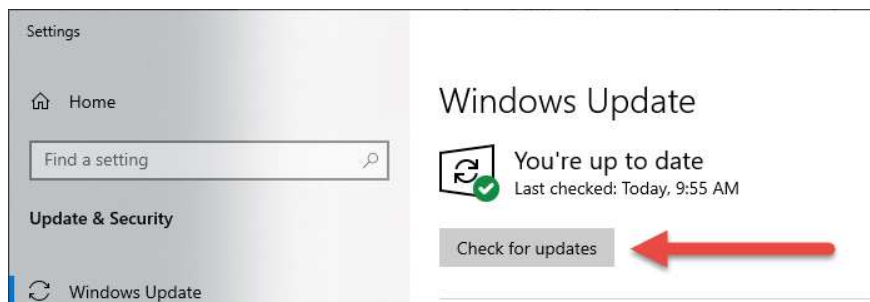 Settings
Home
Find a setting
Update & Security
Windows Update
Windows Update
You're up to date
Last checked: Today, 9:55 AM
Check for updates